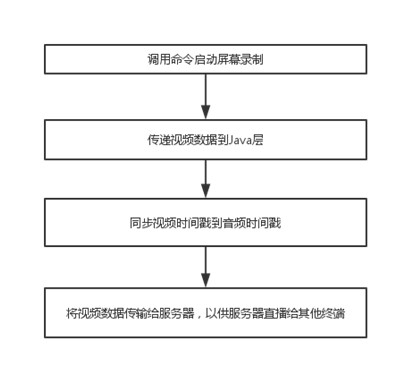 调用命令启动屏幕录制
传递视频数据到Java层
同步视频时间戳到音频时间戳
将视频数据传输给服务器，以供服务器直播给其他终端